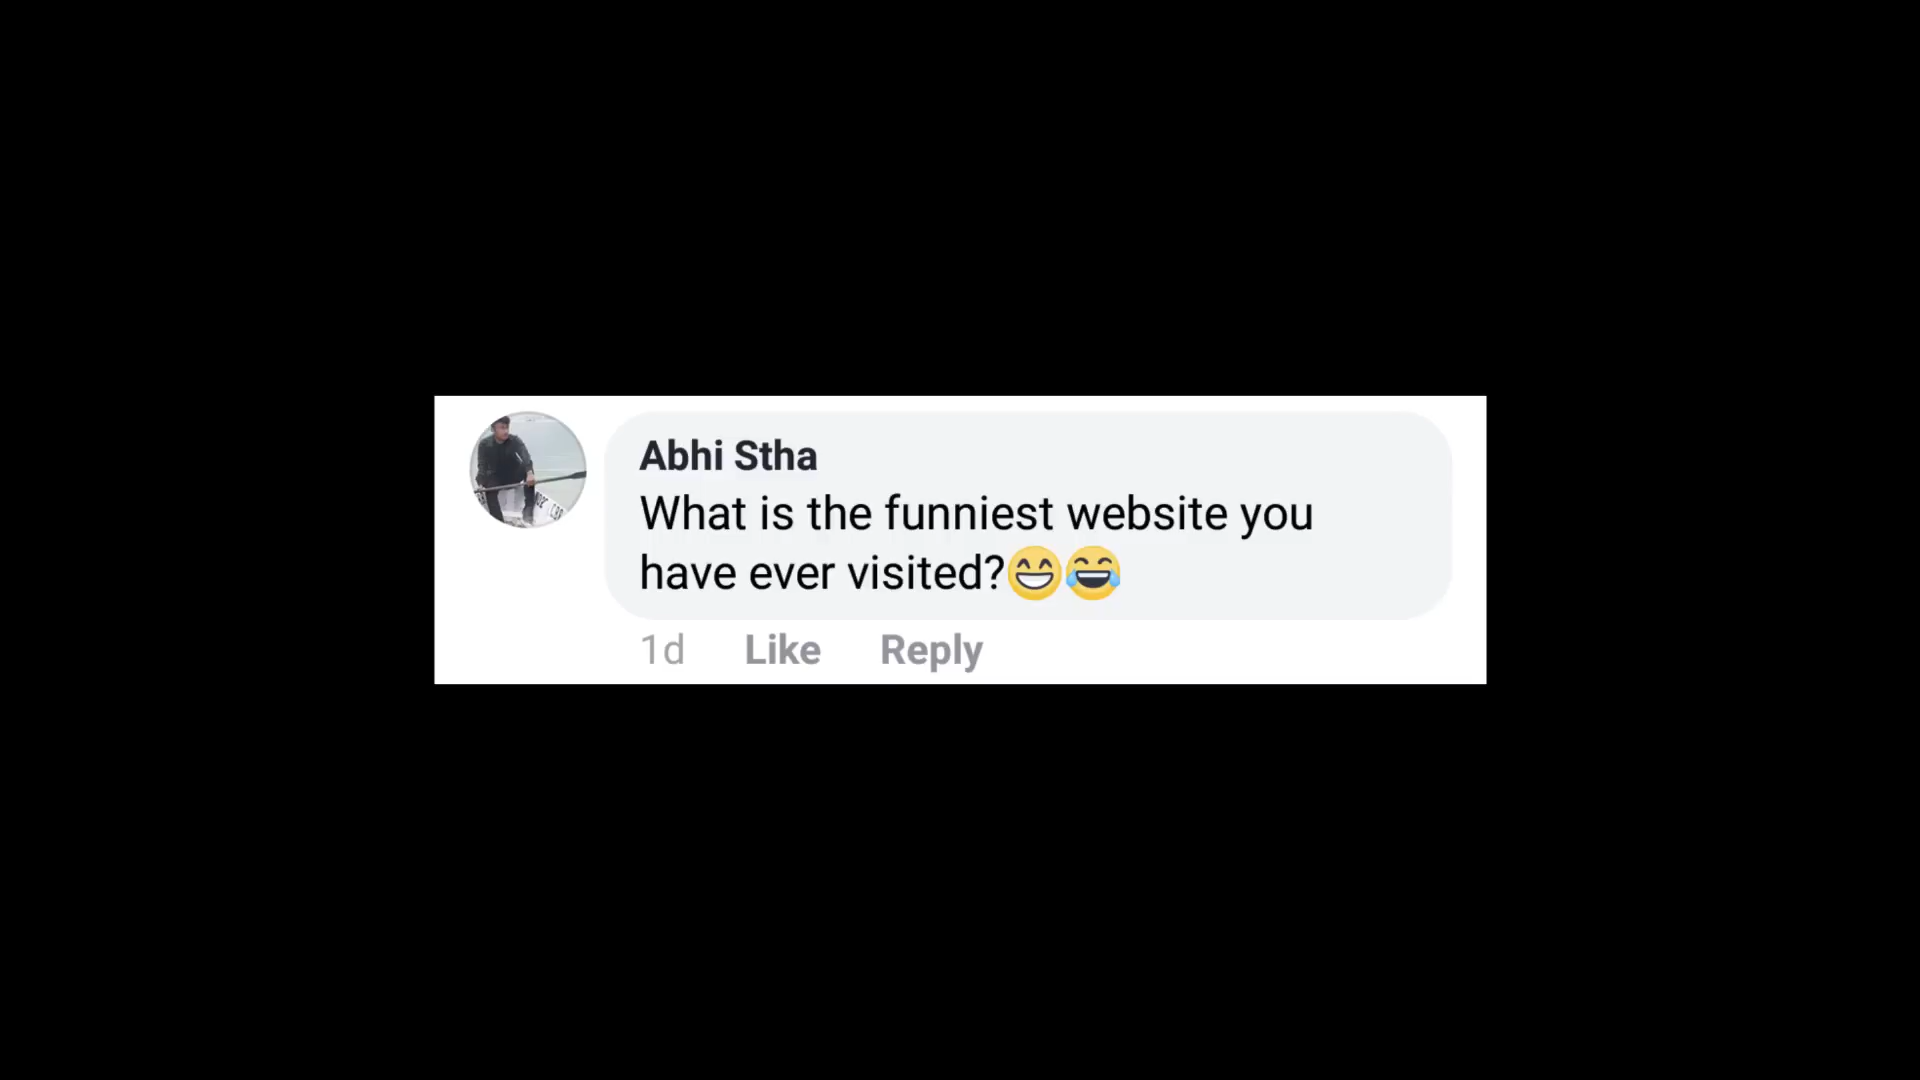 Abhi Stha
What is the funniest website you
have ever visited?😁😂
1d Like Reply